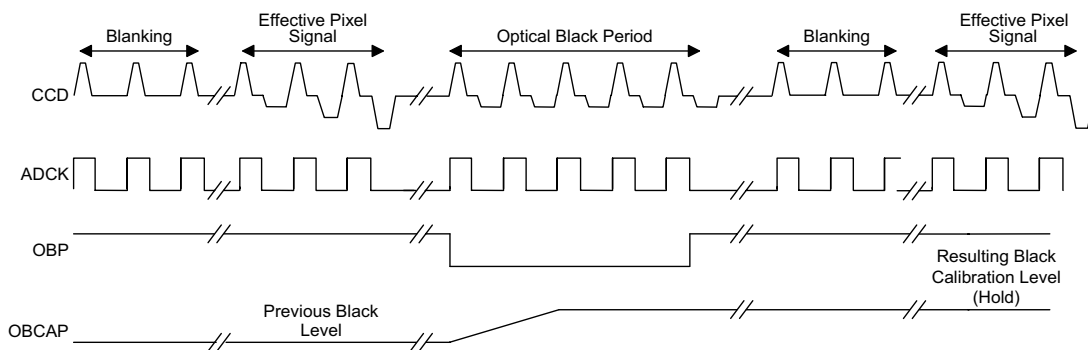 Blanking
Effective Pixel
Signal
Optical Black Period
Blanking
Effective Pixel
Signal
CCD
ADCK
OBP
Resulting Black
Calibration Level
(Hold)
Previous Black
Level
OBCAP